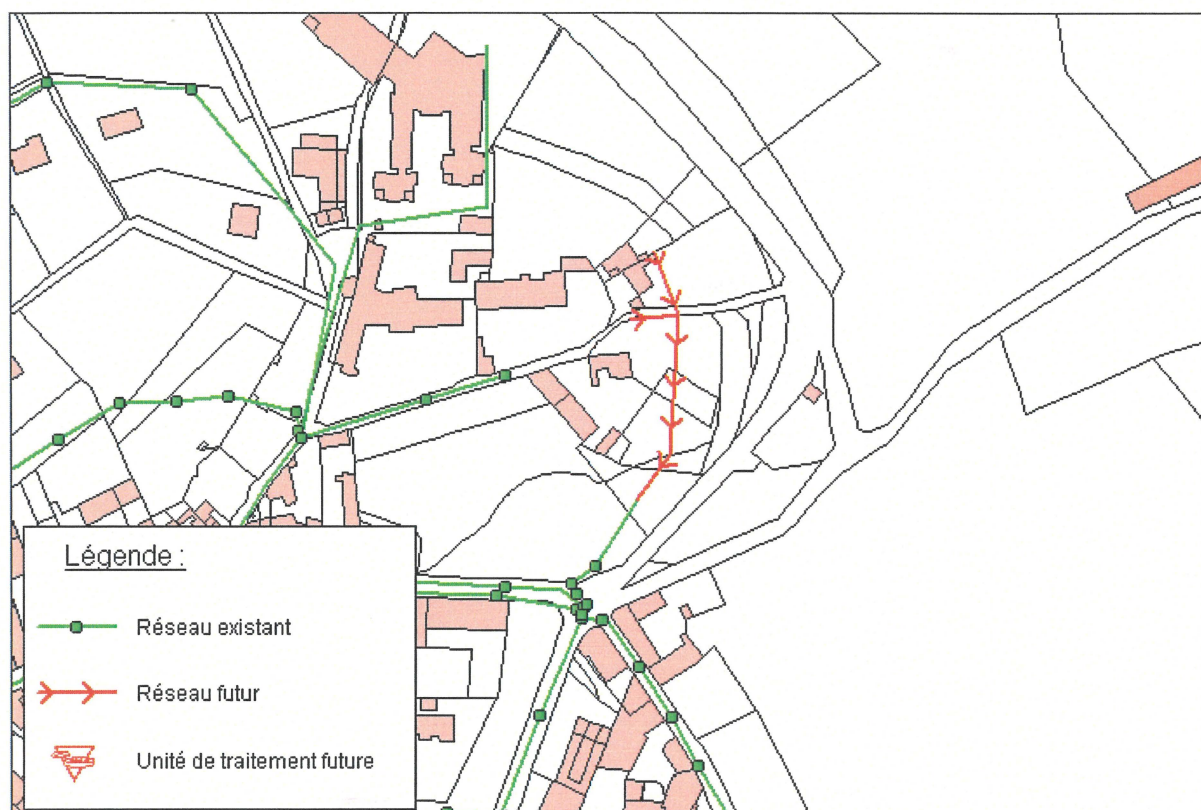 Légende :
Réseau existant
Réseau futur
Unité de traitement future